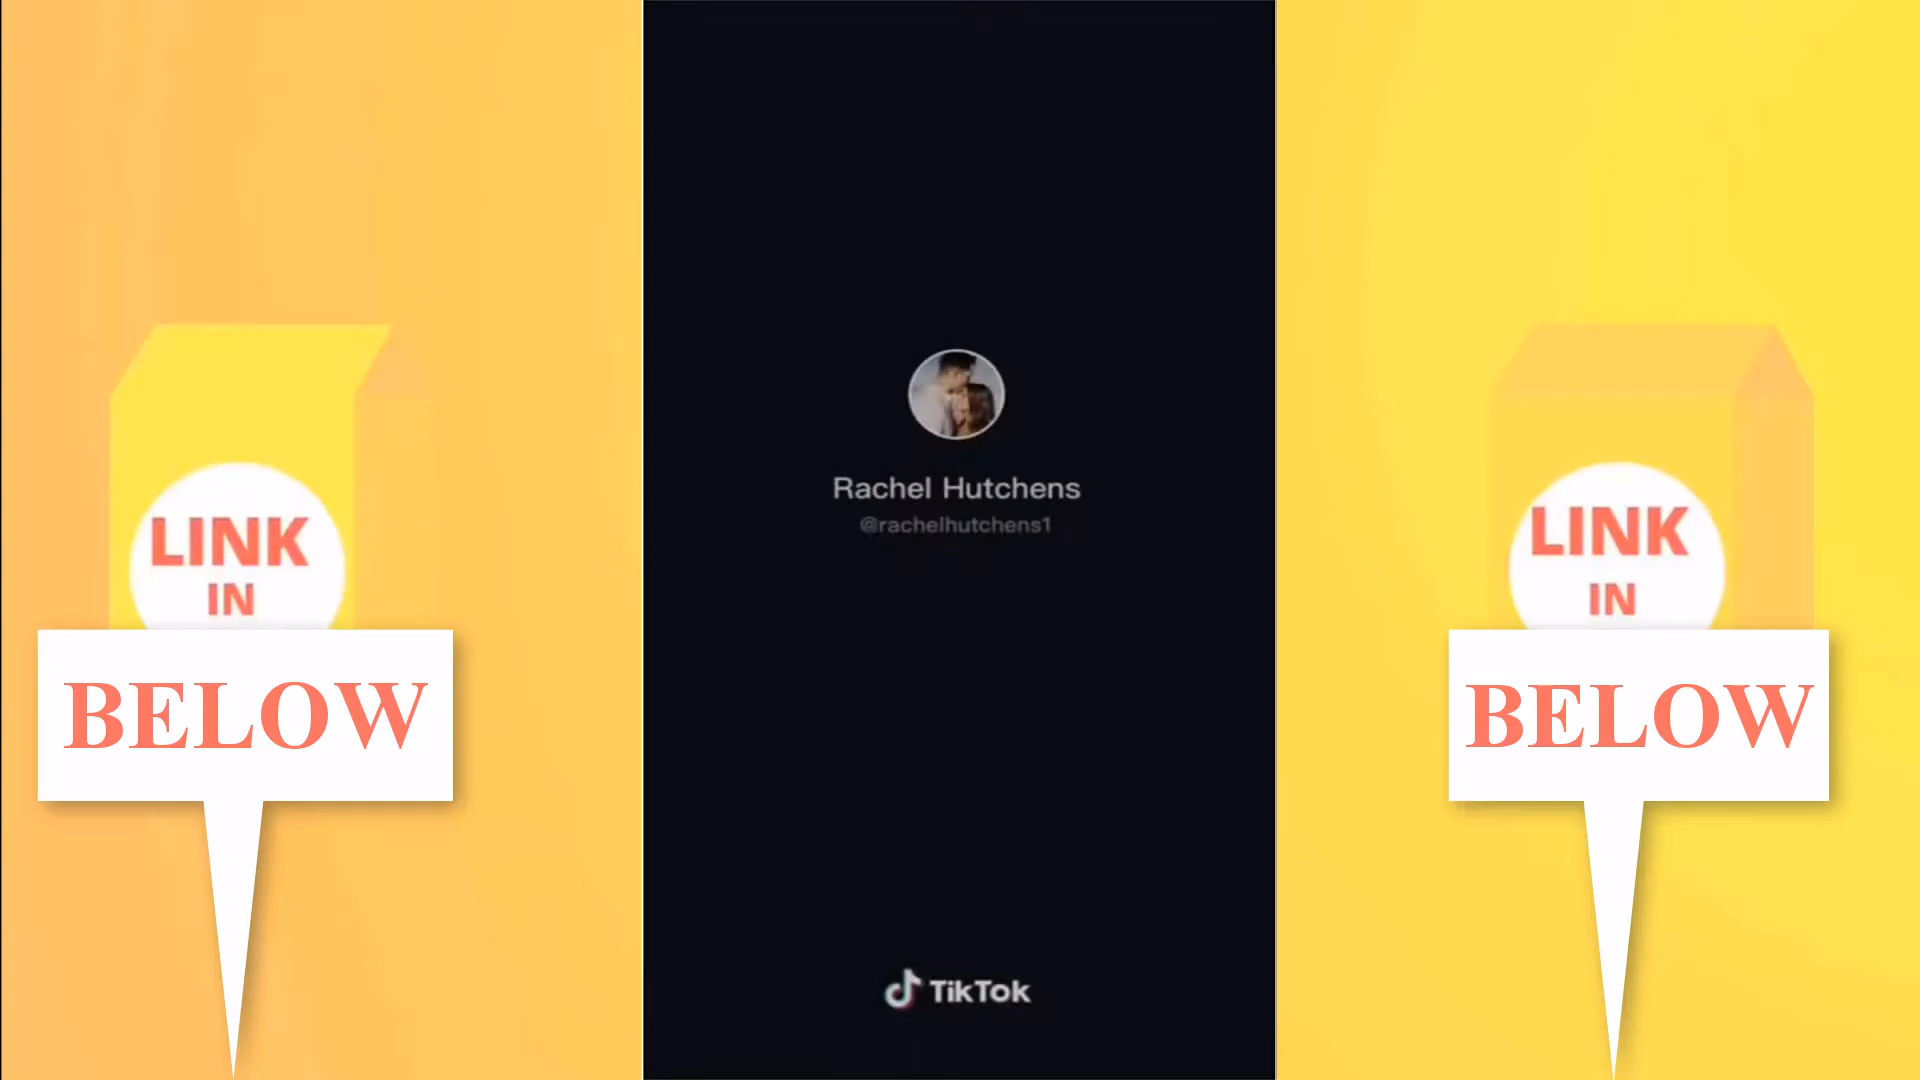 LINK
IN
BELOW
Rachel Hutchens
@rachelhutchens1
TikTok
LINK
IN
BELOW